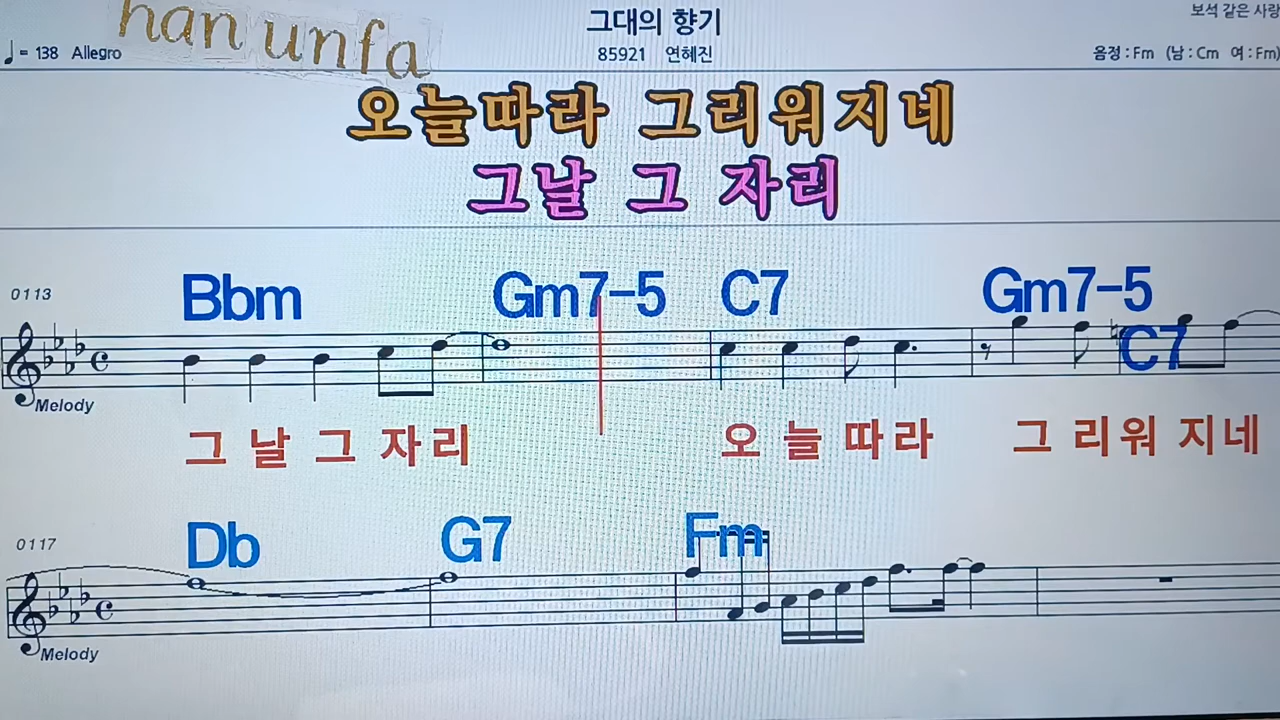 han unfa
그대의 향기
보석 같은 사랑
♩= 138 Allegro
85921 연혜진
음정 : Fm (남 : Cm 여 : Fm)
오늘따라 그리워지네
그날 그 자리
0113
Bbm Gm7-5 C7 Gm7-5 C7
Melody
그 날 그 자리 오 늘 따라 그 리워 지네
0117
Db G7 Fm
Melody